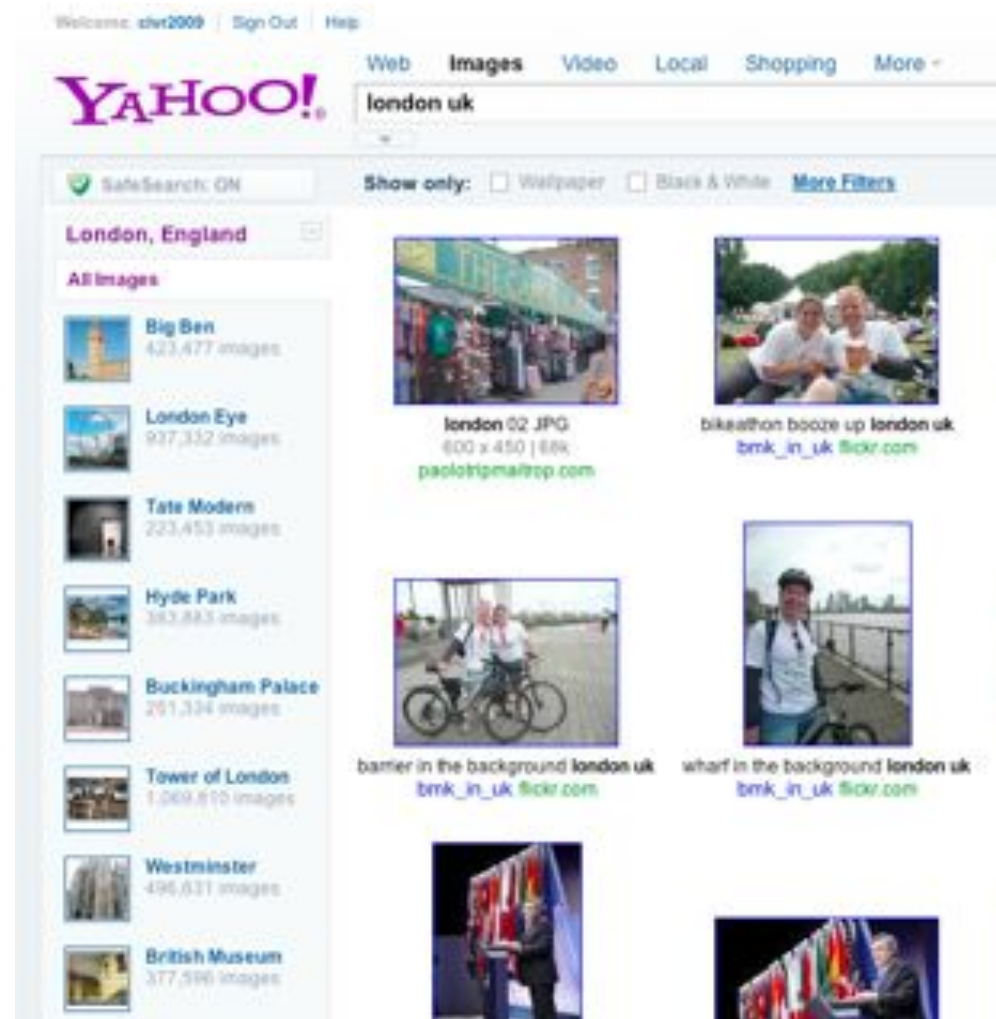 Welcome, civr2009 | Sign Out | Help
Web Images Video Local Shopping More
YAHOO!
london uk
SafeSearch: ON
Show only: Wallpaper Black & White More Filters
London, England
All Images
Big Ben
423,477 images
London Eye
937,332 images
Tate Modern
223,453 images
Hyde Park
383,883 images
Buckingham Palace
251,334 images
Tower of London
1,069,810 images
Westminster
496,631 images
British Museum
377,596 images
london 02 JPG
600 x 450 | 68k
bikeathon booze up london uk
bmk_in_uk flickr.com
barrier in the background london uk
bmk_in_uk flickr.com
wharf in the background london uk
bmk_in_uk flickr.com